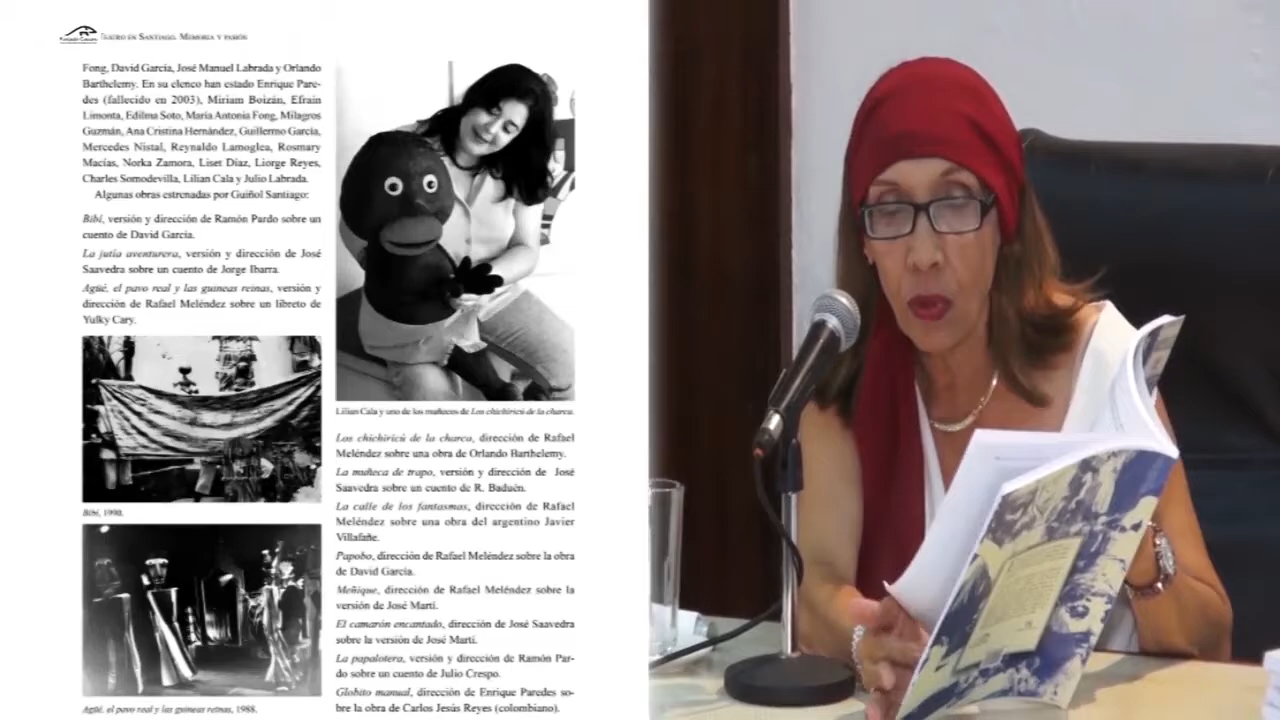 Fundación Caguayo
TEATRO EN SANTIAGO. MEMORIA Y PASIÓN
Fong, David García, José Manuel Labrada y Orlando
Barthelemy. En su elenco han estado Enrique Pare-
des (fallecido en 2003), Miriam Boizán, Efraín
Limonta, Edilma Soto, María Antonia Fong, Milagros
Guzmán, Ana Cristina Hernández, Guillermo García,
Mercedes Nistal, Reynaldo Lamoglea, Rosmary
Macías, Norka Zamora, Liset Díaz, Liorge Reyes,
Charles Somodevilla, Lilian Cala y Julio Labrada.
Algunas obras estrenadas por Guiñol Santiago:
Bibí, versión y dirección de Ramón Pardo sobre un
cuento de David García.
La jutía aventurera, versión y dirección de José
Saavedra sobre un cuento de Jorge Ibarra.
Agüé, el pavo real y las guineas reinas, versión y
dirección de Rafael Meléndez sobre un libreto de
Yulky Cary.
Bibí, 1990.
Agüé, el pavo real y las guineas reinas, 1988.
Lilian Cala y uno de los muñecos de Los chichiricú de la charca.
Los chichiricú de la charca, dirección de Rafael
Meléndez sobre una obra de Orlando Barthelemy.
La muñeca de trapo, versión y dirección de José
Saavedra sobre un cuento de R. Baduén.
La calle de los fantasmas, dirección de Rafael
Meléndez sobre una obra del argentino Javier
Villafañe.
Papobo, dirección de Rafael Meléndez sobre la obra
de David García.
Meñique, dirección de Rafael Meléndez sobre la
versión de José Martí.
El camarón encantado, dirección de José Saavedra
sobre la versión de José Martí.
La papalotera, versión y dirección de Ramón Par-
do sobre un cuento de Julio Crespo.
Globito manual, dirección de Enrique Paredes so-
bre la obra de Carlos Jesús Reyes (colombiano).